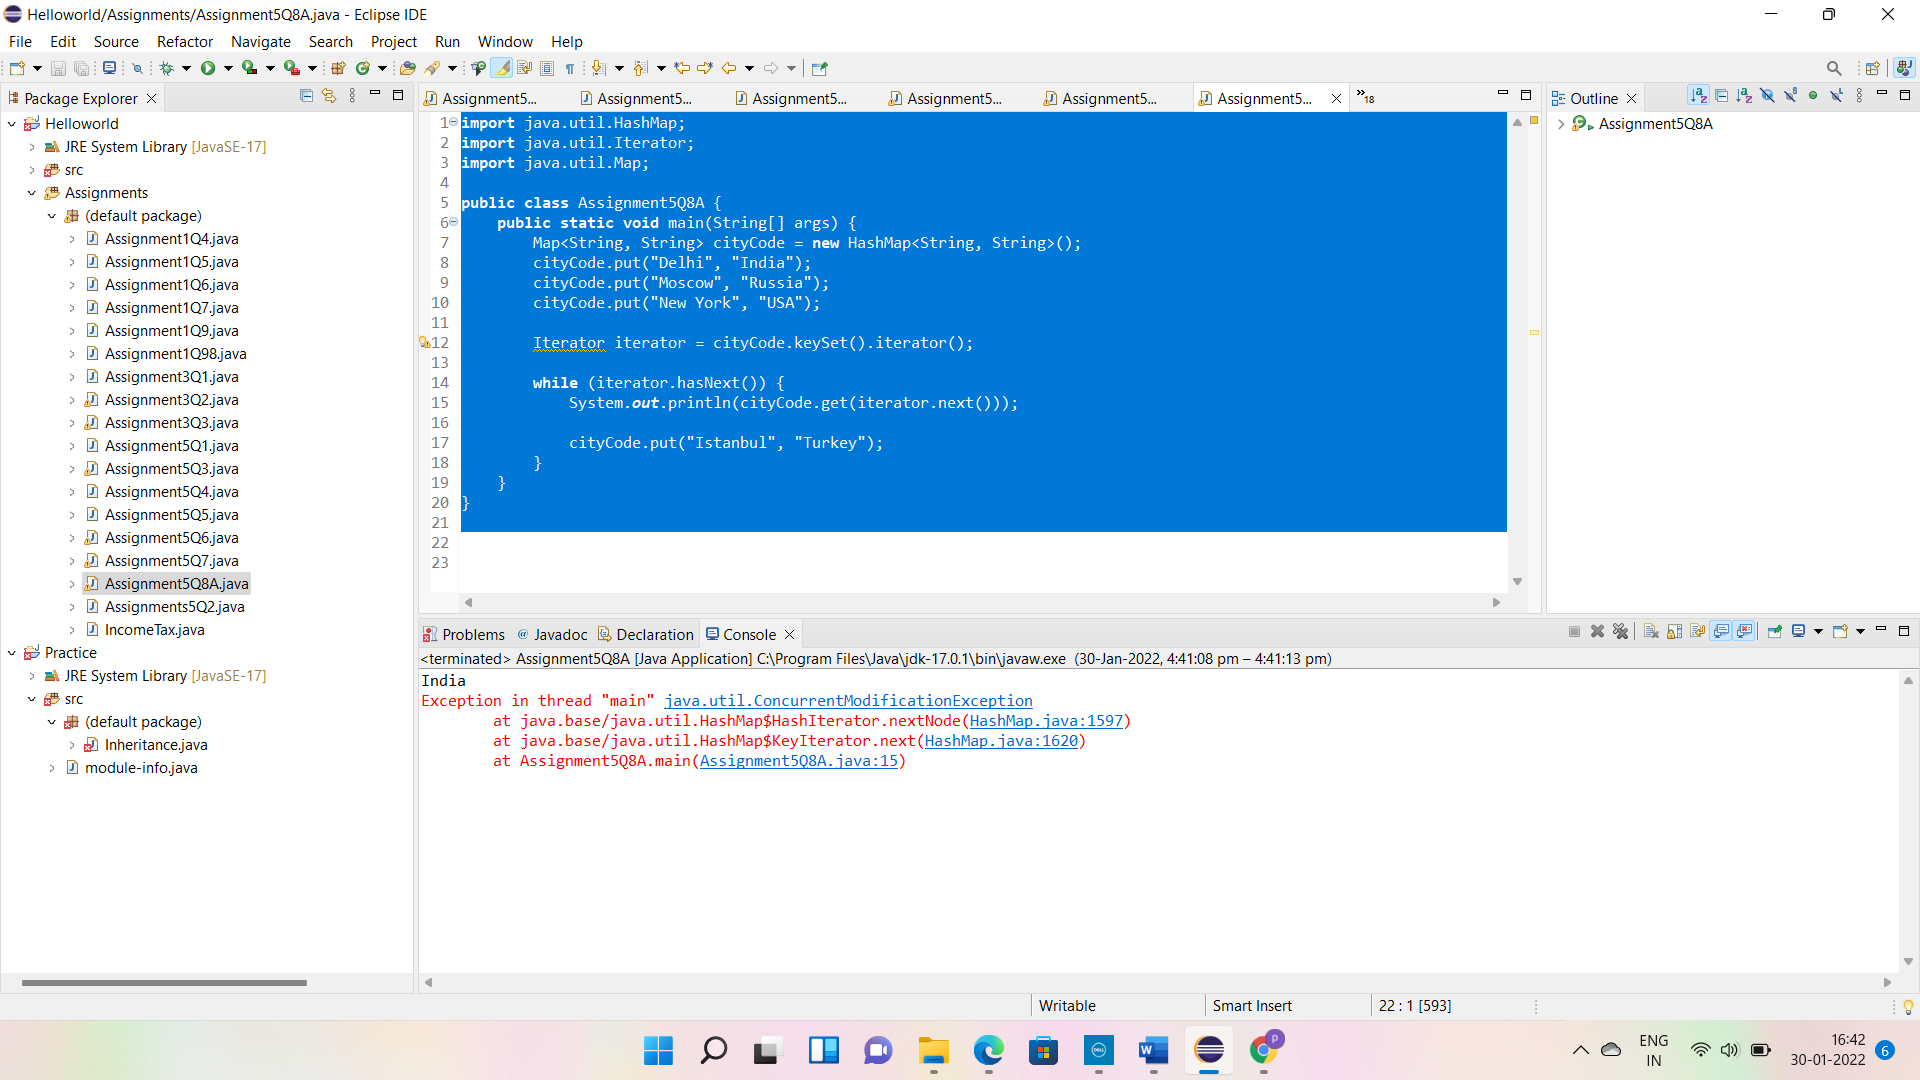 Helloworld/Assignments/Assignment5Q8A.java - Eclipse IDE
File Edit Source Refactor Navigate Search Project Run Window Help
Package Explorer
Helloworld
JRE System Library [JavaSE-17]
src
Assignments
(default package)
Assignment1Q4.java
Assignment1Q5.java
Assignment1Q6.java
Assignment1Q7.java
Assignment1Q9.java
Assignment1Q98.java
Assignment3Q1.java
Assignment3Q2.java
Assignment3Q3.java
Assignment5Q1.java
Assignment5Q3.java
Assignment5Q4.java
Assignment5Q5.java
Assignment5Q6.java
Assignment5Q7.java
Assignment5Q8A.java
Assignments5Q2.java
IncomeTax.java
Practice
JRE System Library [JavaSE-17]
src
(default package)
Inheritance.java
module-info.java
Assignment5... Assignment5... Assignment5... Assignment5... Assignment5... Assignment5... »18
1 import java.util.HashMap;
2 import java.util.Iterator;
3 import java.util.Map;
4
5 public class Assignment5Q8A {
6 public static void main(String[] args) {
7 Map<String, String> cityCode = new HashMap<String, String>();
8 cityCode.put("Delhi", "India");
9 cityCode.put("Moscow", "Russia");
10 cityCode.put("New York", "USA");
11
12 Iterator iterator = cityCode.keySet().iterator();
13
14 while (iterator.hasNext()) {
15 System.out.println(cityCode.get(iterator.next()));
16
17 cityCode.put("Istanbul", "Turkey");
18 }
19 }
20 }
21
22
23
Outline
Assignment5Q8A
Problems @ Javadoc Declaration Console
<terminated> Assignment5Q8A [Java Application] C:\Program Files\Java\jdk-17.0.1\bin\javaw.exe (30-Jan-2022, 4:41:08 pm – 4:41:13 pm)
India
Exception in thread "main" java.util.ConcurrentModificationException
at java.base/java.util.HashMap$HashIterator.nextNode(HashMap.java:1597)
at java.base/java.util.HashMap$KeyIterator.next(HashMap.java:1620)
at Assignment5Q8A.main(Assignment5Q8A.java:15)
Writable Smart Insert 22 : 1 [593]
ENG
IN
16:42
30-01-2022
6